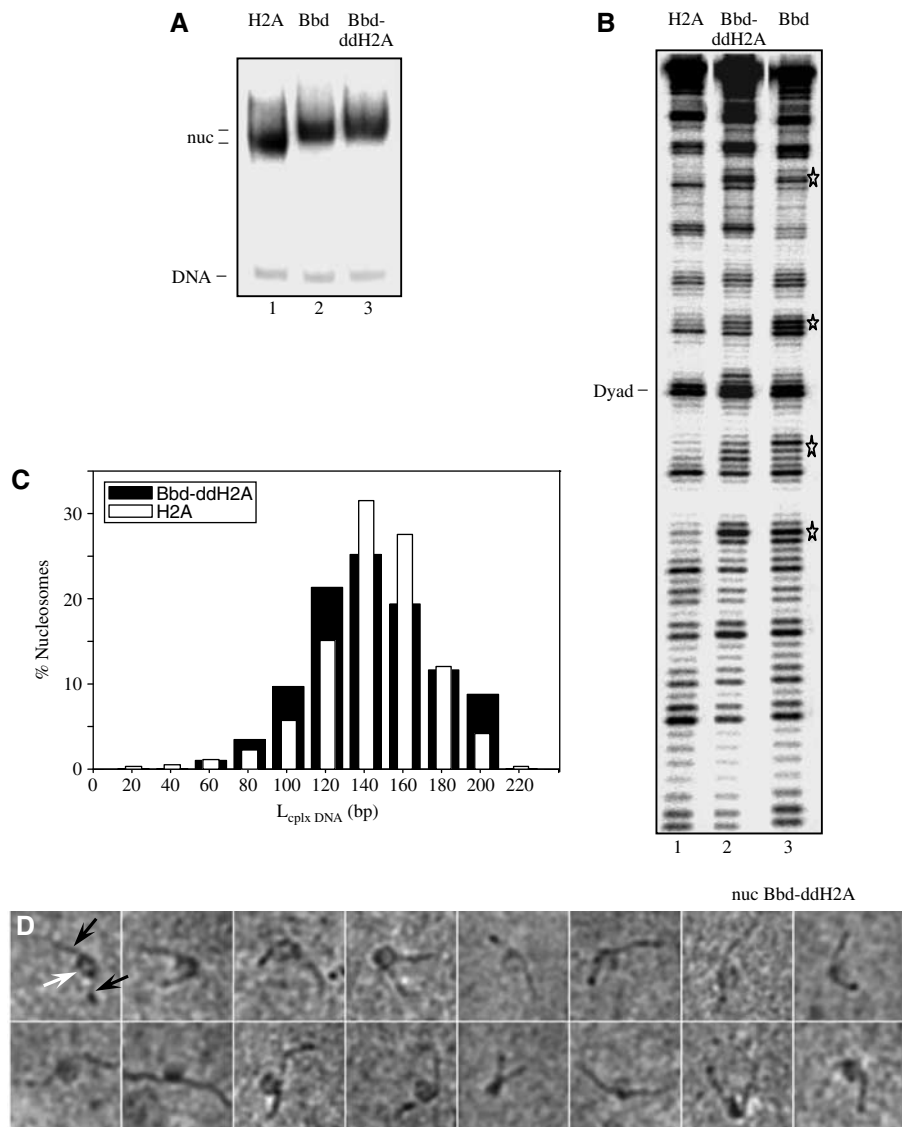 A
H2A Bbd Bbd-ddH2A
nuc
DNA
1 2 3
B
H2A Bbd-ddH2A Bbd
Dyad
1 2 3
C
Bbd-ddH2A
H2A
% Nucleosomes
30
20
10
0
0 20 40 60 80 100 120 140 160 180 200 220
Lcplx DNA (bp)
nuc Bbd-ddH2A
D